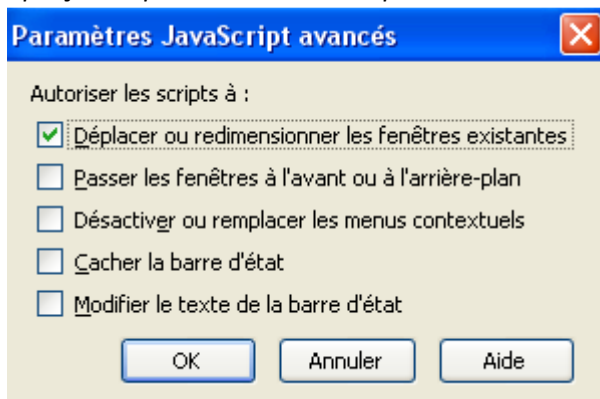 Paramètres JavaScript avancés
Autoriser les scripts à :
Déplacer ou redimensionner les fenêtres existantes
Passer les fenêtres à l'avant ou à l'arrière-plan
Désactiver ou remplacer les menus contextuels
Cacher la barre d'état
Modifier le texte de la barre d'état
OK Annuler Aide